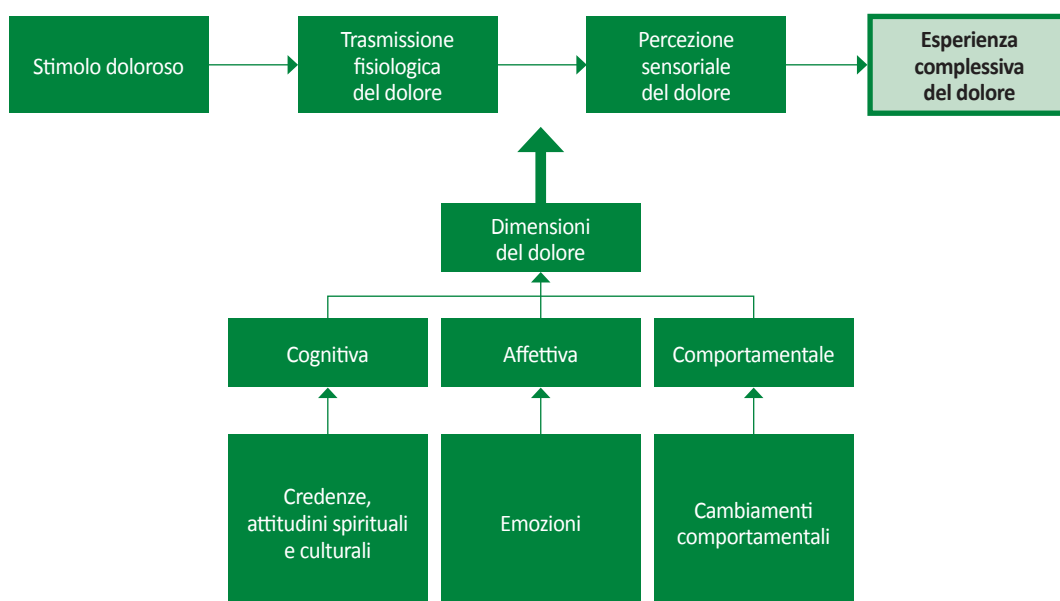 Stimolo doloroso
Trasmissione
fisiologica
del dolore
Percezione
sensoriale
del dolore
Esperienza
complessiva
del dolore
Dimensioni
del dolore
Cognitiva
Affettiva
Comportamentale
Credenze,
attitudini spirituali
e culturali
Emozioni
Cambiamenti
comportamentali